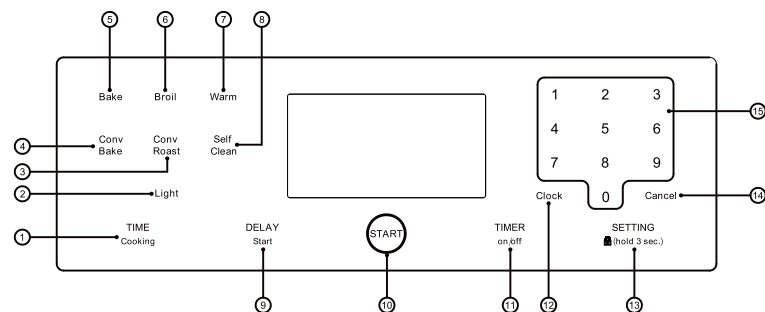 5 6 7 8
Bake Broil Warm
1 2 3
15
4 5 6
4
Conv Bake
Conv Roast
Self Clean
3
7 8 9
2
Light
Clock
0
Cancel
14
1
TIME
Cooking
DELAY
Start
START
TIMER
on/off
SETTING
(hold 3 sec.)
9 10 11 12 13